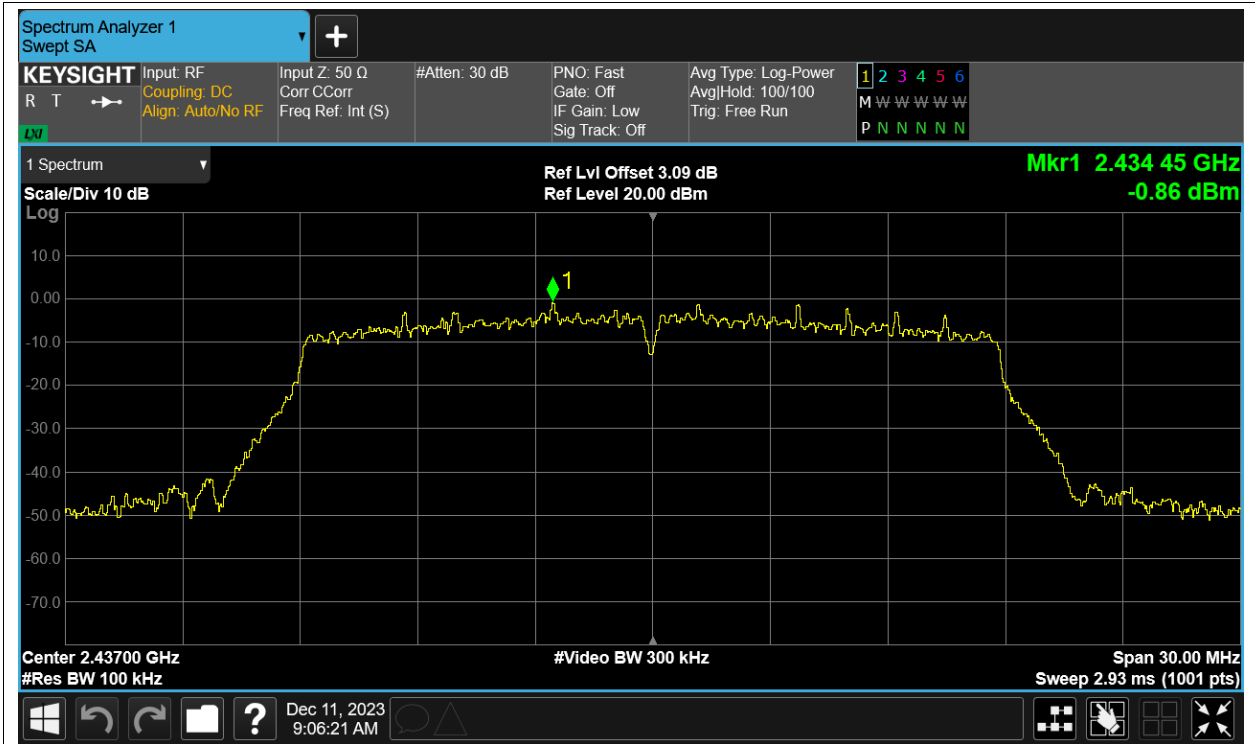 Spectrum Analyzer 1
Swept SA
KEYSIGHT
R T
LXI
Input: RF
Coupling: DC
Align: Auto/No RF
Input Z: 50 Ω
Corr CCorr
Freq Ref: Int (S)
#Atten: 30 dB
PNO: Fast
Gate: Off
IF Gain: Low
Sig Track: Off
Avg Type: Log-Power
Avg|Hold: 100/100
Trig: Free Run
1 2 3 4 5 6
M W W W W W
P N N N N N
1 Spectrum
Scale/Div 10 dB
Log
Ref Lvl Offset 3.09 dB
Ref Level 20.00 dBm
Mkr1 2.434 45 GHz
-0.86 dBm
10.0
1
0.00
-10.0
-20.0
-30.0
-40.0
-50.0
-60.0
-70.0
Center 2.43700 GHz
#Res BW 100 kHz
#Video BW 300 kHz
Span 30.00 MHz
Sweep 2.93 ms (1001 pts)
?
Dec 11, 2023
9:06:21 AM